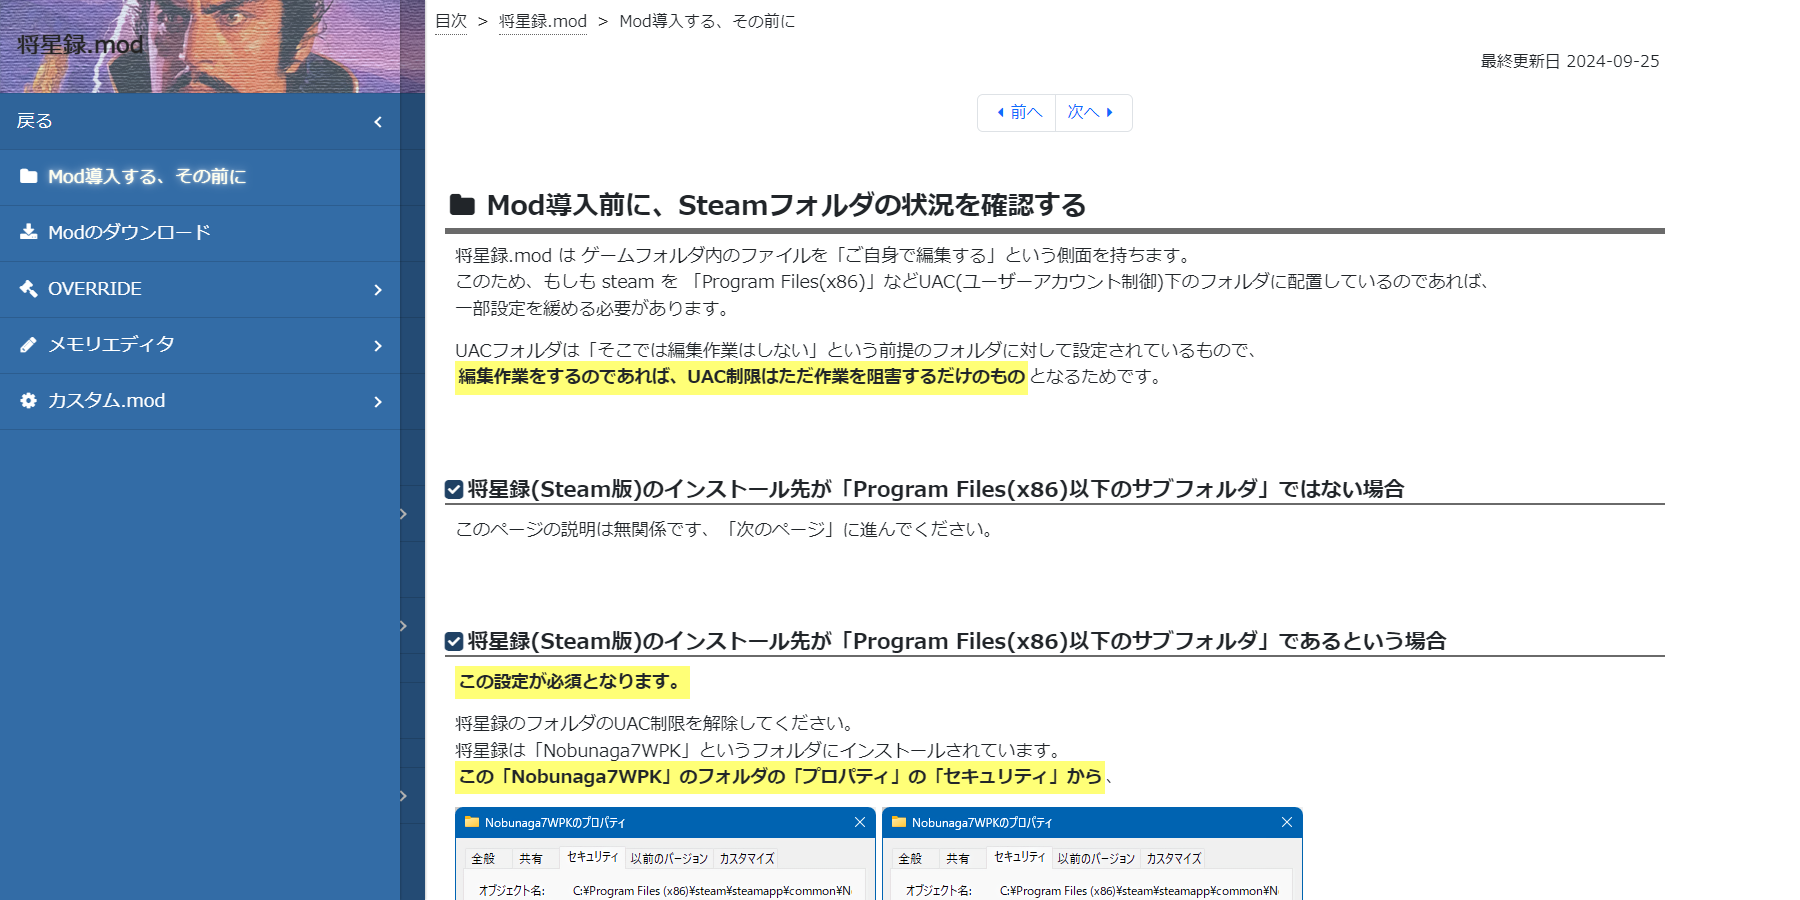 将星録.mod
戻る
Mod導入する、その前に
Modのダウンロード
OVERRIDE
メモリエディタ
カスタム.mod
目次 > 将星録.mod > Mod導入する、その前に
最終更新日 2024-09-25
前へ 次へ
Mod導入前に、Steamフォルダの状況を確認する
将星録.mod は ゲームフォルダ内のファイルを「ご自身で編集する」という側面を持ちます。
このため、もしも steam を 「Program Files(x86)」などUAC(ユーザーアカウント制御)下のフォルダに配置しているのであれば、
一部設定を緩める必要があります。
UACフォルダは「そこでは編集作業はしない」という前提のフォルダに対して設定されているもので、
編集作業をするのであれば、UAC制限はただ作業を阻害するだけのもの となるためです。
将星録(Steam版)のインストール先が「Program Files(x86)以下のサブフォルダ」ではない場合
このページの説明は無関係です、「次のページ」に進んでください。
将星録(Steam版)のインストール先が「Program Files(x86)以下のサブフォルダ」であるという場合
この設定が必須となります。
将星録のフォルダのUAC制限を解除してください。
将星録は「Nobunaga7WPK」というフォルダにインストールされています。
この「Nobunaga7WPK」のフォルダの「プロパティ」の「セキュリティ」から、
Nobunaga7WPKのプロパティ
全般 共有 セキュリティ 以前のバージョン カスタマイズ
オブジェクト名: C:¥Program Files (x86)¥steam¥steamapp¥common¥N
Nobunaga7WPKのプロパティ
全般 共有 セキュリティ 以前のバージョン カスタマイズ
オブジェクト名: C:¥Program Files (x86)¥steam¥steamapp¥common¥N